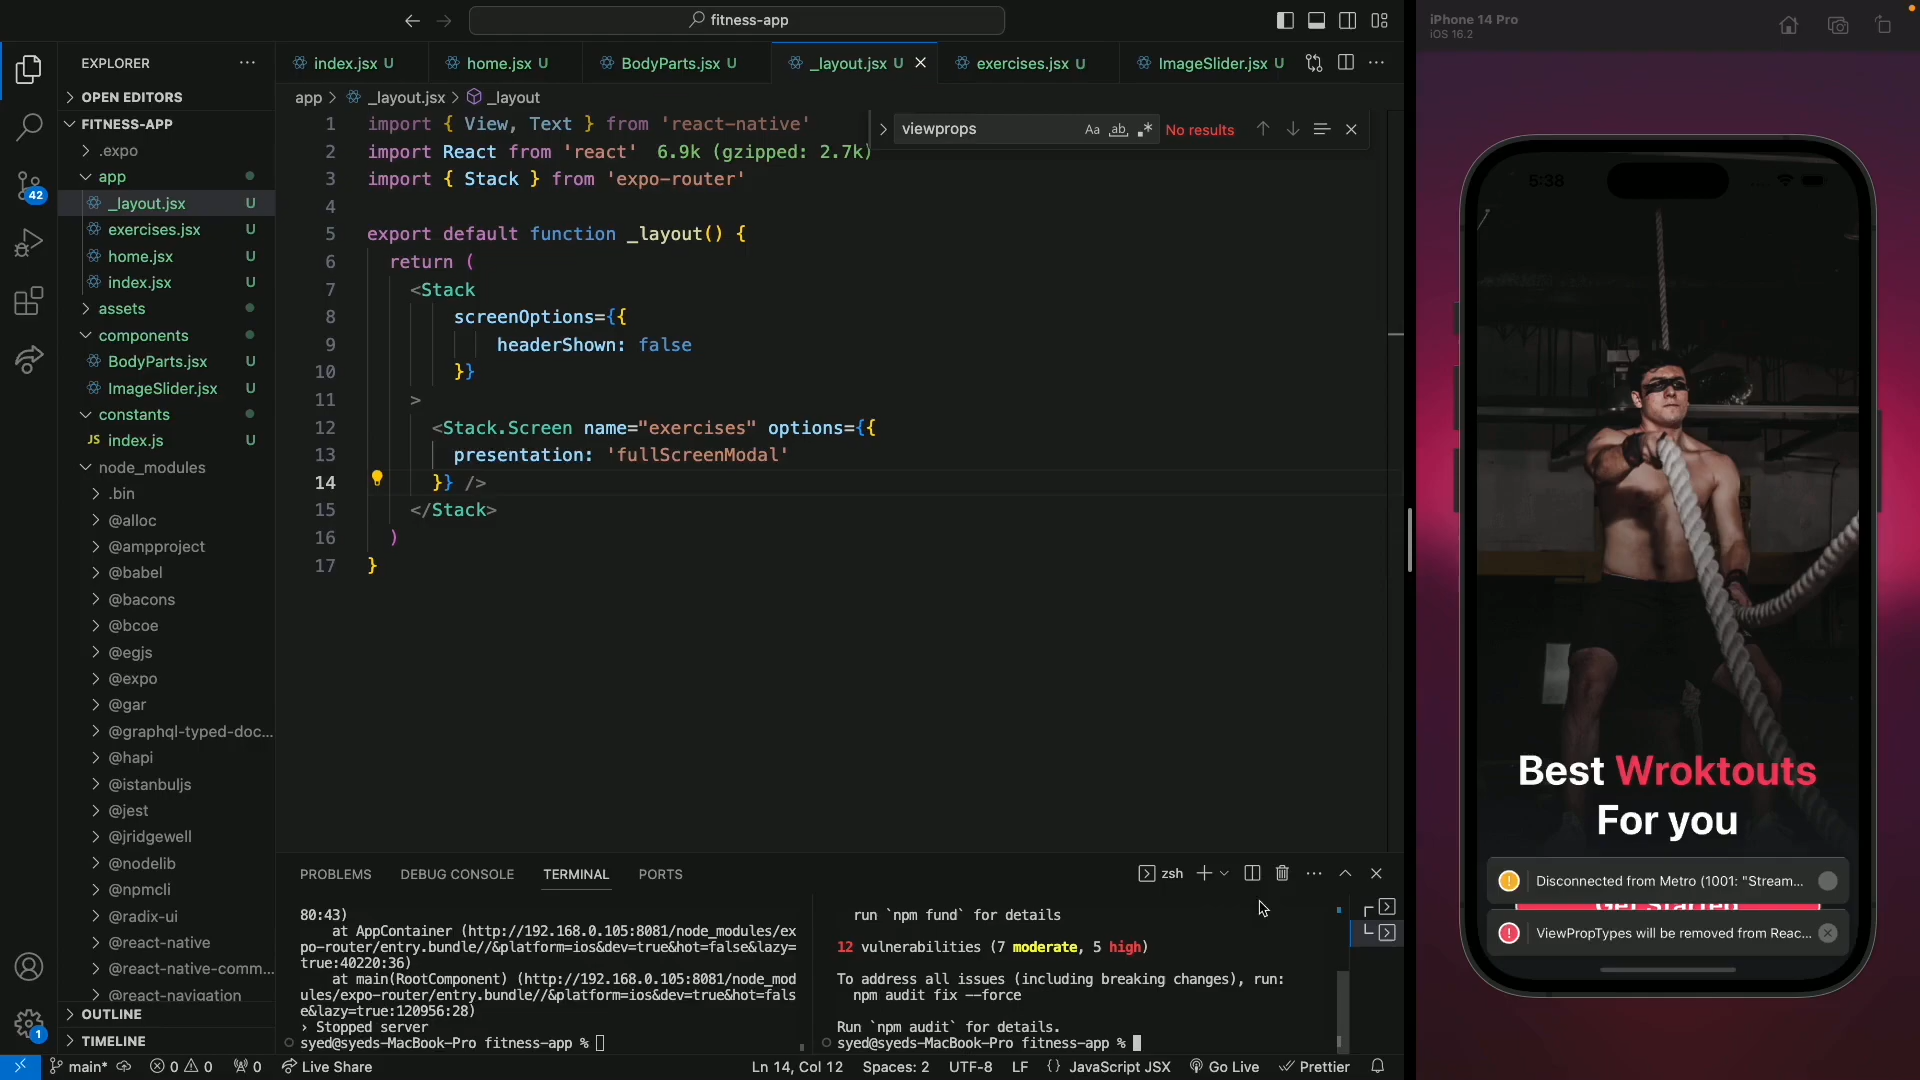 fitness-app
iPhone 14 Pro
iOS 16.2
EXPLORER
index.jsx U
home.jsx U
BodyParts.jsx U
_layout.jsx U
exercises.jsx U
ImageSlider.jsx U
OPEN EDITORS
app > _layout.jsx > _layout
FITNESS-APP
.expo
app
_layout.jsx U
exercises.jsx U
home.jsx U
index.jsx U
assets
components
BodyParts.jsx U
ImageSlider.jsx U
constants
JS index.js U
node_modules
.bin
@alloc
@ampproject
@babel
@bacons
@bcoe
@egjs
@expo
@gar
@graphql-typed-doc...
@hapi
@istanbuljs
@jest
@jridgewell
@nodelib
@npmcli
@radix-ui
@react-native
@react-native-comm...
@react-navigation
OUTLINE
TIMELINE
42
1
viewprops Aa ab No results
1 import { View, Text } from 'react-native'
2 import React from 'react' 6.9k (gzipped: 2.7k)
3 import { Stack } from 'expo-router'
4
5 export default function _layout() {
6 return (
7 <Stack
8 screenOptions={{
9 headerShown: false
10 }}
11 >
12 <Stack.Screen name="exercises" options={{
13 presentation: 'fullScreenModal'
14 }} />
15 </Stack>
16 )
17 }
PROBLEMS DEBUG CONSOLE TERMINAL PORTS
zsh
80:43)
at AppContainer (http://192.168.0.105:8081/node_modules/ex
po-router/entry.bundle//&platform=ios&dev=true&hot=false&lazy=
true:40220:36)
at main(RootComponent) (http://192.168.0.105:8081/node_mod
ules/expo-router/entry.bundle//&platform=ios&dev=true&hot=fals
e&lazy=true:120956:28)
› Stopped server
syed@syeds-MacBook-Pro fitness-app %
run `npm fund` for details
12 vulnerabilities (7 moderate, 5 high)
To address all issues (including breaking changes), run:
npm audit fix --force
Run `npm audit` for details.
syed@syeds-MacBook-Pro fitness-app %
main* 0 0 0 Live Share
Ln 14, Col 12 Spaces: 2 UTF-8 LF {} JavaScript JSX Go Live Prettier
5:38
Best Wroktouts
For you
Disconnected from Metro (1001: "Stream...
Get Started
ViewPropTypes will be removed from Reac...